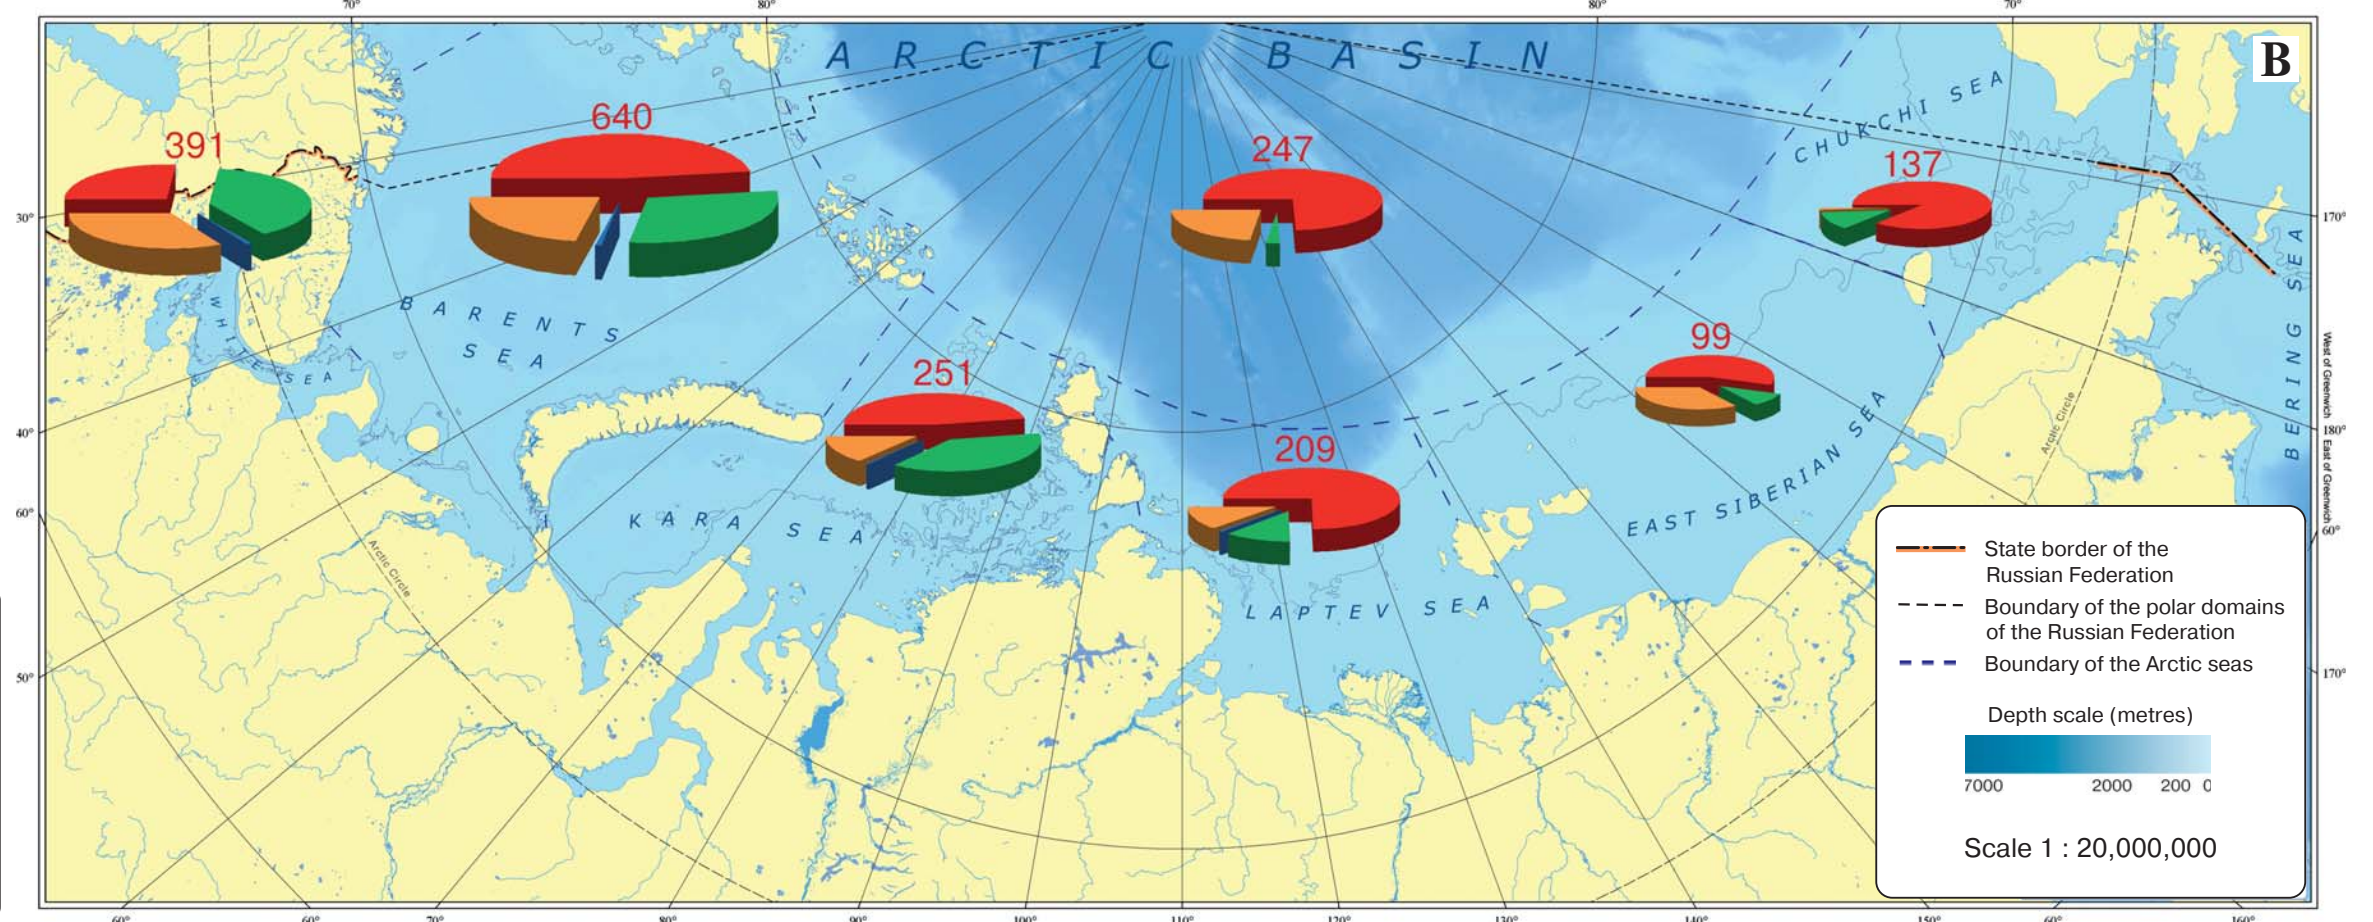 70°
80°
80°
70°
ARCTIC BASIN
B
CHUKCHI SEA
391
640
247
137
30°
170°
BERING SEA
WHITE SEA
BARENTS
SEA
251
99
209
West of Greenwich
East of Greenwich
Arctic Circle
40°
180°
60°
60°
KARA SEA
EAST SIBERIAN SEA
Arctic Circle
LAPTEV SEA
50°
170°
State border of the
Russian Federation
Boundary of the polar domains
of the Russian Federation
Boundary of the Arctic seas
Depth scale (metres)
7000 2000 200 0
Scale 1 : 20,000,000
60° 60° 70° 80° 90° 100° 110° 120° 130° 140° 150° 60° 160°